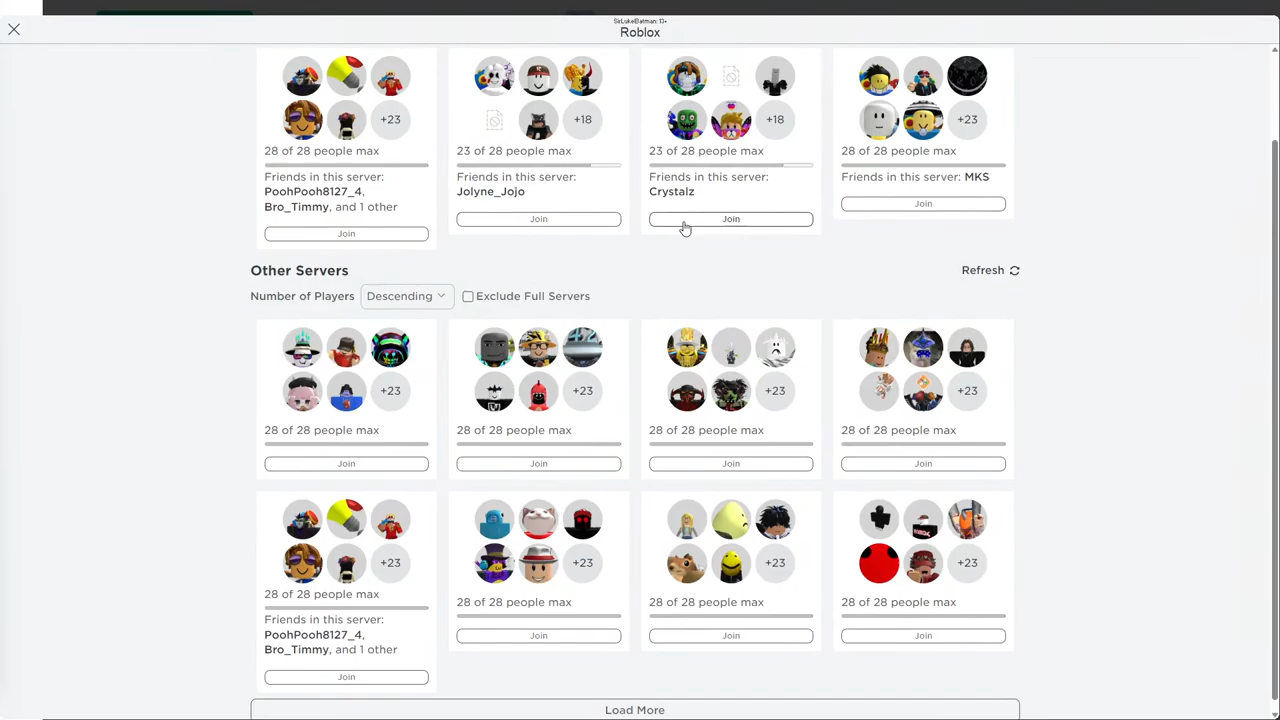 SirLukeBatman: 13+
Roblox
+23
28 of 28 people max
Friends in this server:
PoohPooh8127_4,
Bro_Timmy, and 1 other
Join
+18
23 of 28 people max
Friends in this server:
Jolyne_Jojo
Join
+18
23 of 28 people max
Friends in this server:
Crystalz
Join
+23
28 of 28 people max
Friends in this server: MKS
Join
Other Servers
Refresh
Number of Players Descending Exclude Full Servers
+23
28 of 28 people max
Join
+23
28 of 28 people max
Join
+23
28 of 28 people max
Join
+23
28 of 28 people max
Join
+23
28 of 28 people max
Friends in this server:
PoohPooh8127_4,
Bro_Timmy, and 1 other
Join
+23
28 of 28 people max
Join
+23
28 of 28 people max
Join
+23
28 of 28 people max
Join
Load More